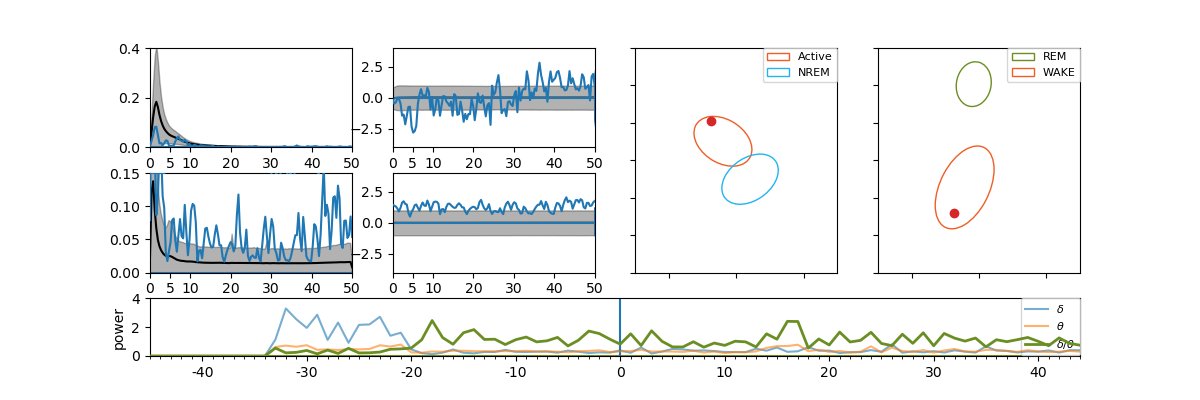 0.4
0.2
0.0
0 5 10 20 30 40 50
2.5
0.0
−2.5
0 5 10 20 30 40 50
Active
NREM
REM
WAKE
0.15
0.10
0.05
0.00
0 5 10 20 30 40 50
2.5
0.0
−2.5
0 5 10 20 30 40 50
power
4
2
0
-40 -30 -20 -10 0 10 20 30 40
δ
θ
δ/θ